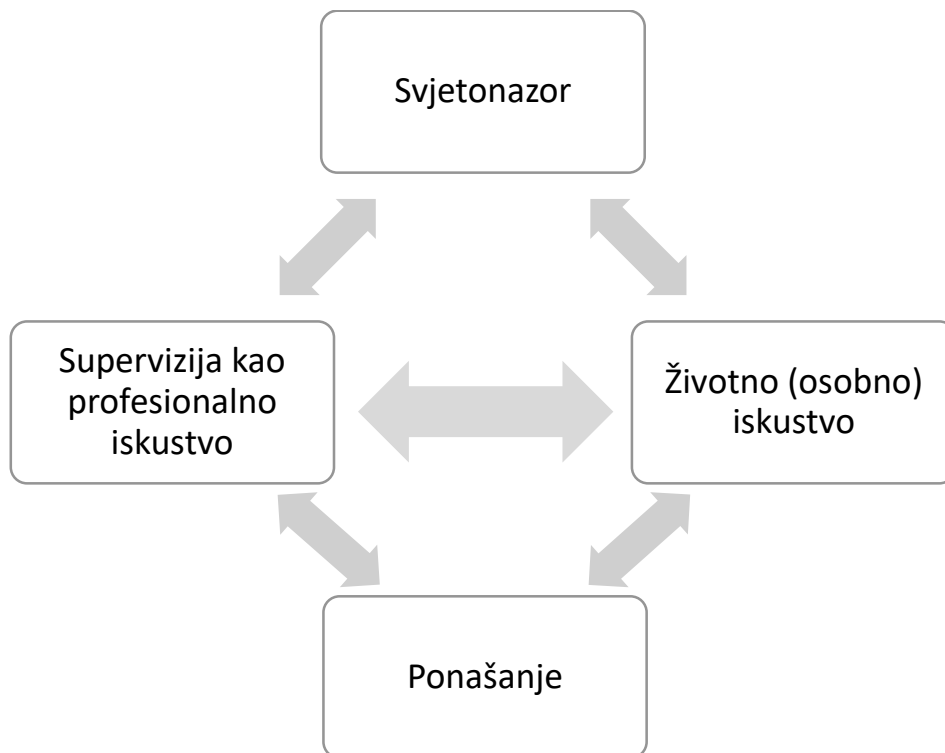 Svjetonazor
Supervizija kao
profesionalno
iskustvo
Životno (osobno)
iskustvo
Ponašanje